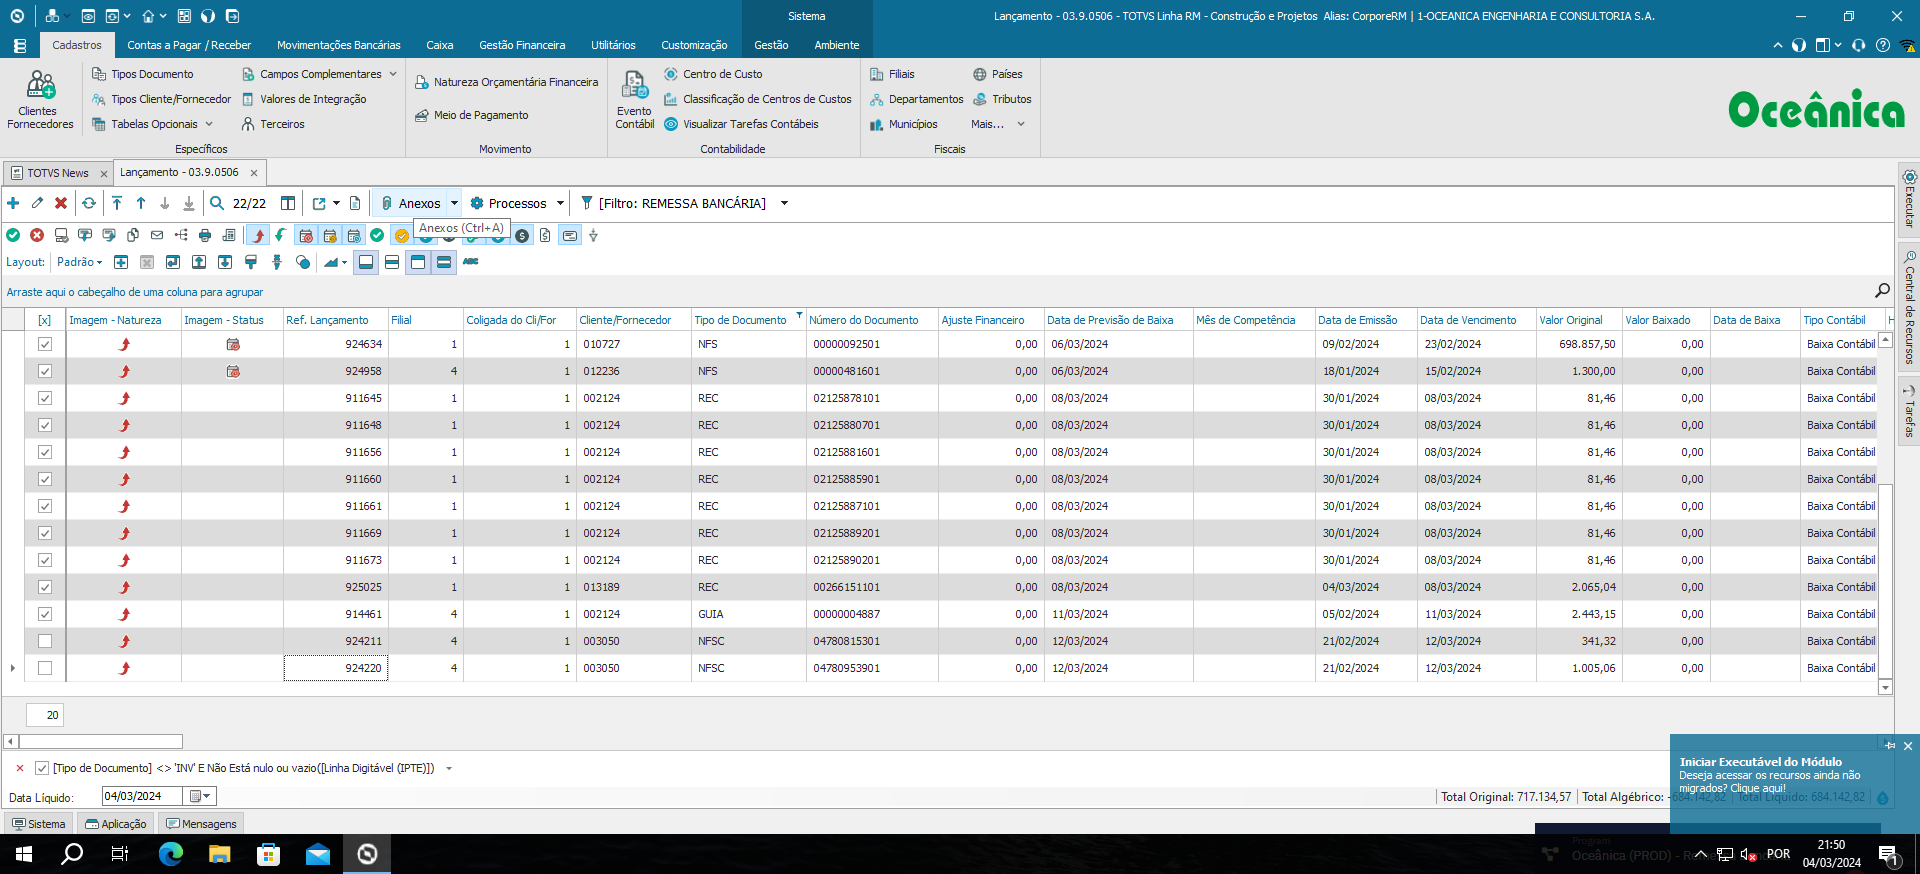 Sistema
Lançamento - 03.9.0506 - TOTVS Linha RM - Construção e Projetos  Alias: CorporeRM | 1-OCEANICA ENGENHARIA E CONSULTORIA S.A.
Cadastros  Contas a Pagar / Receber  Movimentações Bancárias  Caixa  Gestão Financeira  Utilitários  Customização  Gestão  Ambiente
Clientes Fornecedores
Tipos Documento
Tipos Cliente/Fornecedor
Tabelas Opcionais
Campos Complementares
Valores de Integração
Terceiros
Específicos
Natureza Orçamentária Financeira
Meio de Pagamento
Movimento
Evento Contábil
Centro de Custo
Classificação de Centros de Custos
Visualizar Tarefas Contábeis
Contabilidade
Filiais
Departamentos
Municípios
Países
Tributos
Mais...
Fiscais
Oceânica
TOTVS News  Lançamento - 03.9.0506
22/22  Anexos  Processos  [Filtro: REMESSA BANCÁRIA]
Anexos (Ctrl+A)
Layout:  Padrão  ABC
Arraste aqui o cabeçalho de uma coluna para agrupar
[x]  Imagem - Natureza  Imagem - Status  Ref. Lançamento  Filial  Coligada do Cli/For  Cliente/Fornecedor  Tipo de Documento  Número do Documento  Ajuste Financeiro  Data de Previsão de Baixa  Mês de Competência  Data de Emissão  Data de Vencimento  Valor Original  Valor Baixado  Data de Baixa  Tipo Contábil  H
924634  1  1  010727  NFS  00000092501  0,00  06/03/2024  09/02/2024  23/02/2024  698.857,50  0,00  Baixa Contábil
924958  4  1  012236  NFS  00000481601  0,00  06/03/2024  18/01/2024  15/02/2024  1.300,00  0,00  Baixa Contábil
911645  1  1  002124  REC  02125878101  0,00  08/03/2024  30/01/2024  08/03/2024  81,46  0,00  Baixa Contábil
911648  1  1  002124  REC  02125880701  0,00  08/03/2024  30/01/2024  08/03/2024  81,46  0,00  Baixa Contábil
911656  1  1  002124  REC  02125881601  0,00  08/03/2024  30/01/2024  08/03/2024  81,46  0,00  Baixa Contábil
911660  1  1  002124  REC  02125885901  0,00  08/03/2024  30/01/2024  08/03/2024  81,46  0,00  Baixa Contábil
911661  1  1  002124  REC  02125887101  0,00  08/03/2024  30/01/2024  08/03/2024  81,46  0,00  Baixa Contábil
911669  1  1  002124  REC  02125889201  0,00  08/03/2024  30/01/2024  08/03/2024  81,46  0,00  Baixa Contábil
911673  1  1  002124  REC  02125890201  0,00  08/03/2024  30/01/2024  08/03/2024  81,46  0,00  Baixa Contábil
925025  1  1  013189  REC  00266151101  0,00  08/03/2024  04/03/2024  08/03/2024  2.065,04  0,00  Baixa Contábil
914461  4  1  002124  GUIA  00000004887  0,00  11/03/2024  05/02/2024  11/03/2024  2.443,15  0,00  Baixa Contábil
924211  4  1  003050  NFSC  04780815301  0,00  12/03/2024  21/02/2024  12/03/2024  341,32  0,00  Baixa Contábil
924220  4  1  003050  NFSC  04780953901  0,00  12/03/2024  21/02/2024  12/03/2024  1.005,06  0,00  Baixa Contábil
20
[Tipo de Documento] <> 'INV' E Não Está nulo ou vazio([Linha Digitável (IPTE)])
Data Líquido:  04/03/2024
Total Original: 717.134,57  Total Algébrico: -684.142,82  Total Líquido: 684.142,82
Iniciar Executável do Módulo
Deseja acessar os recursos ainda não
migrados? Clique aqui!
Executar
Central de Recursos
Tarefas
Sistema  Aplicação  Mensagens
Program
Oceânica (PROD) - Re
POR
21:50
04/03/2024
1